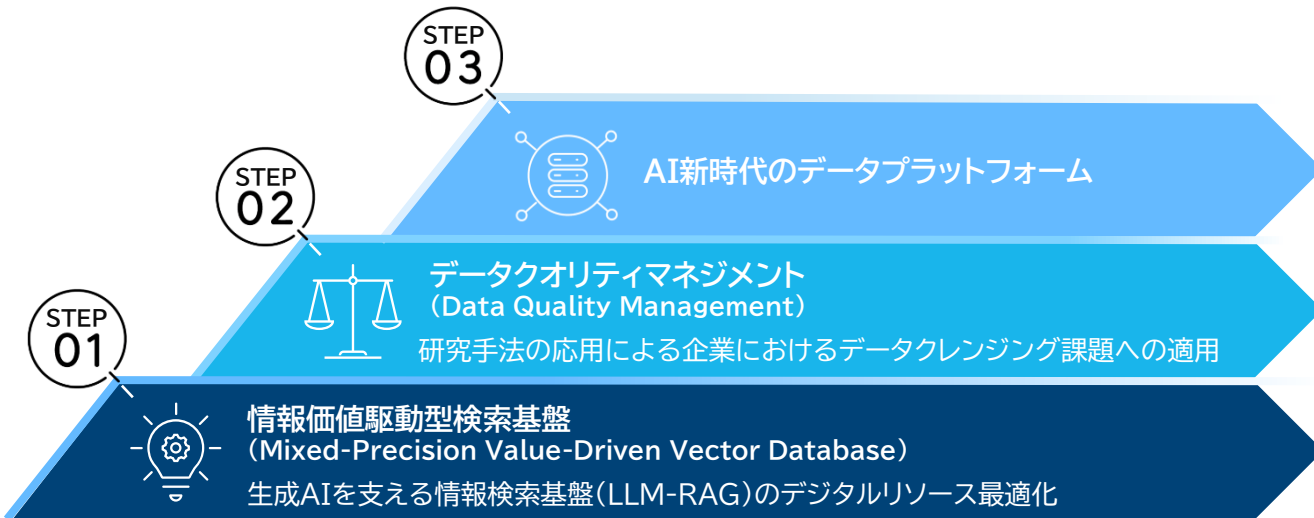 STEP
03
AI新時代のデータプラットフォーム
STEP
02
データクオリティマネジメント
(Data Quality Management)
研究手法の応用による企業におけるデータクレンジング課題への適用
STEP
01
情報価値駆動型検索基盤
(Mixed-Precision Value-Driven Vector Database)
生成AIを支える情報検索基盤(LLM-RAG)のデジタルリソース最適化